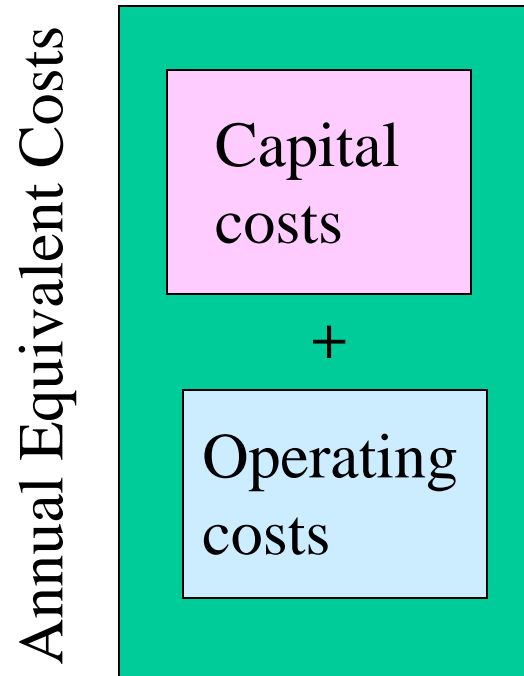 Annual Equivalent Costs
Capital
costs
+
Operating
costs